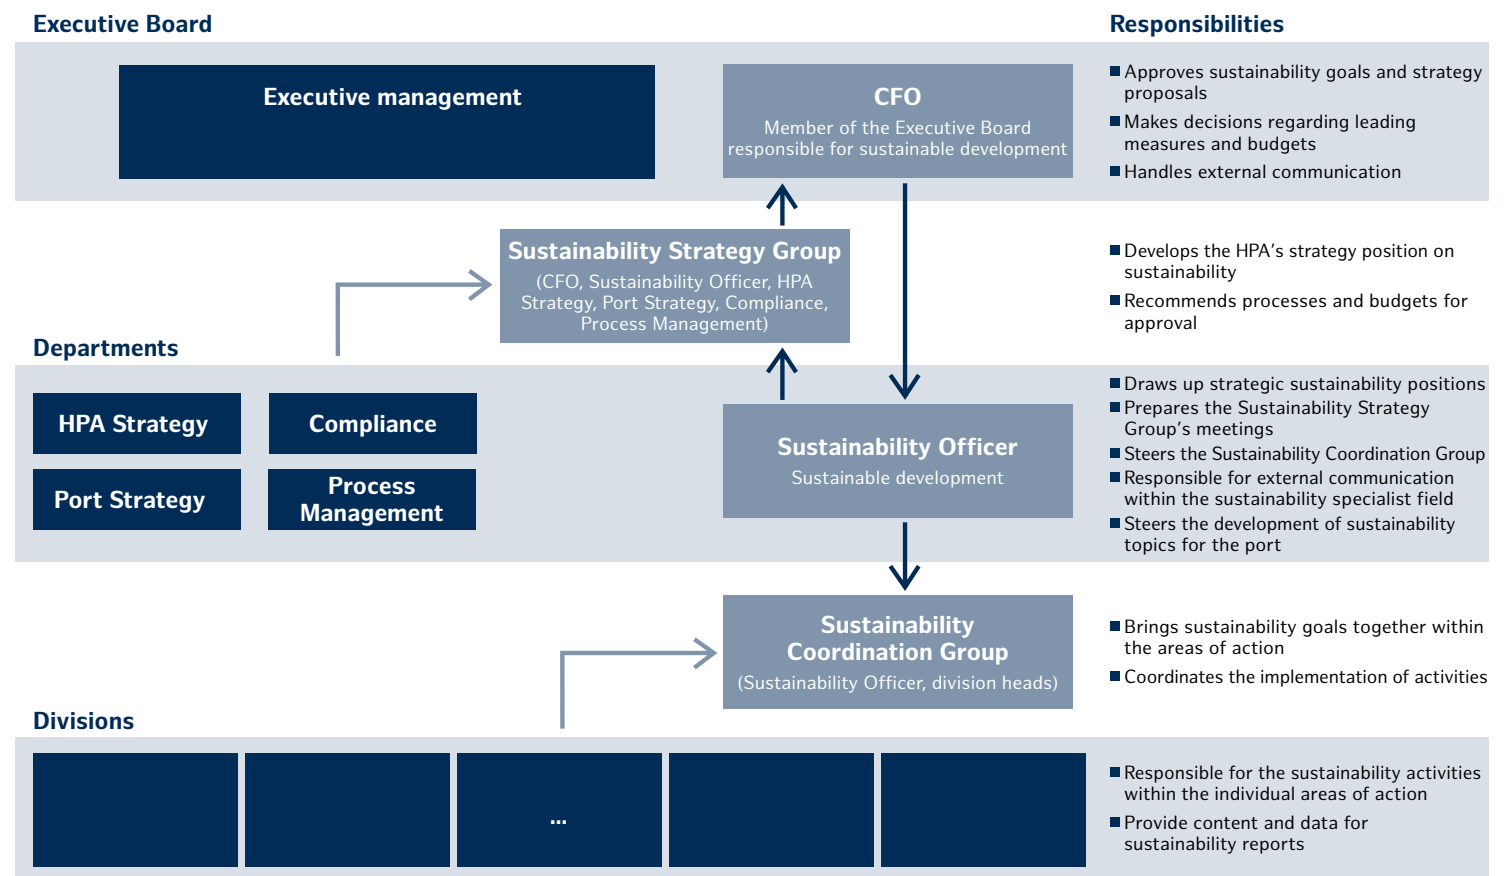 Executive Board
Responsibilities
Executive management
CFO
Member of the Executive Board
responsible for sustainable development
■ Approves sustainability goals and strategy
proposals
■ Makes decisions regarding leading
measures and budgets
■ Handles external communication
Sustainability Strategy Group
(CFO, Sustainability Officer, HPA
Strategy, Port Strategy, Compliance,
Process Management)
■ Develops the HPA’s strategy position on
sustainability
■ Recommends processes and budgets for
approval
Departments
HPA Strategy
Compliance
Port Strategy
Process
Management
Sustainability Officer
Sustainable development
■ Draws up strategic sustainability positions
■ Prepares the Sustainability Strategy
Group’s meetings
■ Steers the Sustainability Coordination Group
■ Responsible for external communication
within the sustainability specialist field
■ Steers the development of sustainability
topics for the port
Sustainability
Coordination Group
(Sustainability Officer, division heads)
■ Brings sustainability goals together within
the areas of action
■ Coordinates the implementation of activities
Divisions
...
■ Responsible for the sustainability activities
within the individual areas of action
■ Provide content and data for
sustainability reports